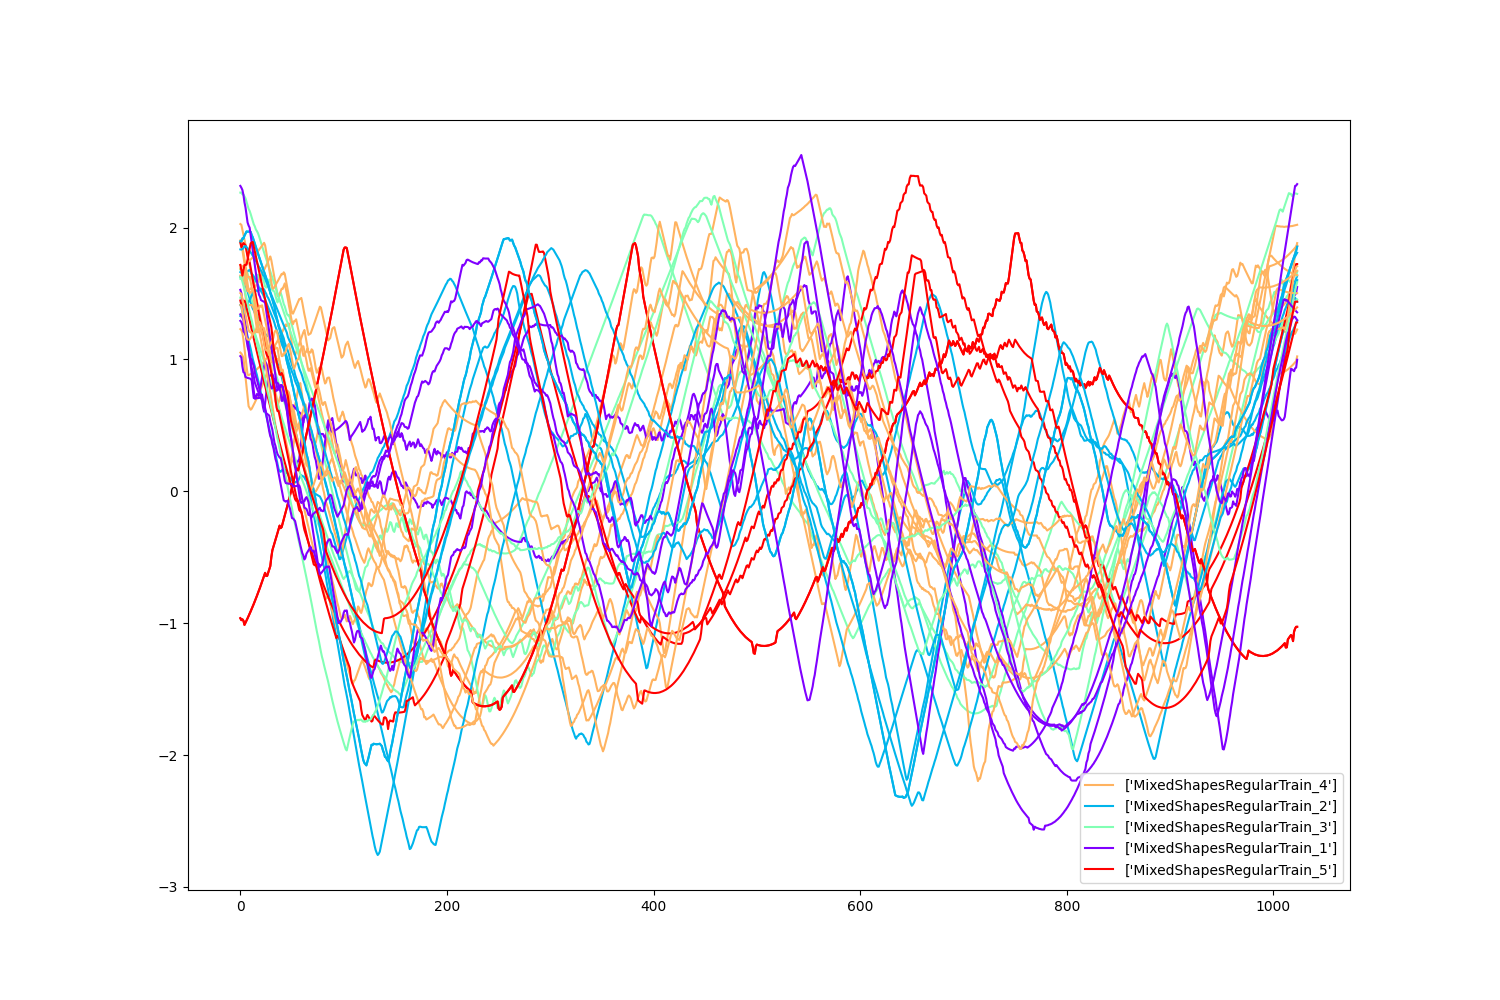 2
1
0
−1
−2
−3
0
200
400
600
800
1000
['MixedShapesRegularTrain_4']
['MixedShapesRegularTrain_2']
['MixedShapesRegularTrain_3']
['MixedShapesRegularTrain_1']
['MixedShapesRegularTrain_5']